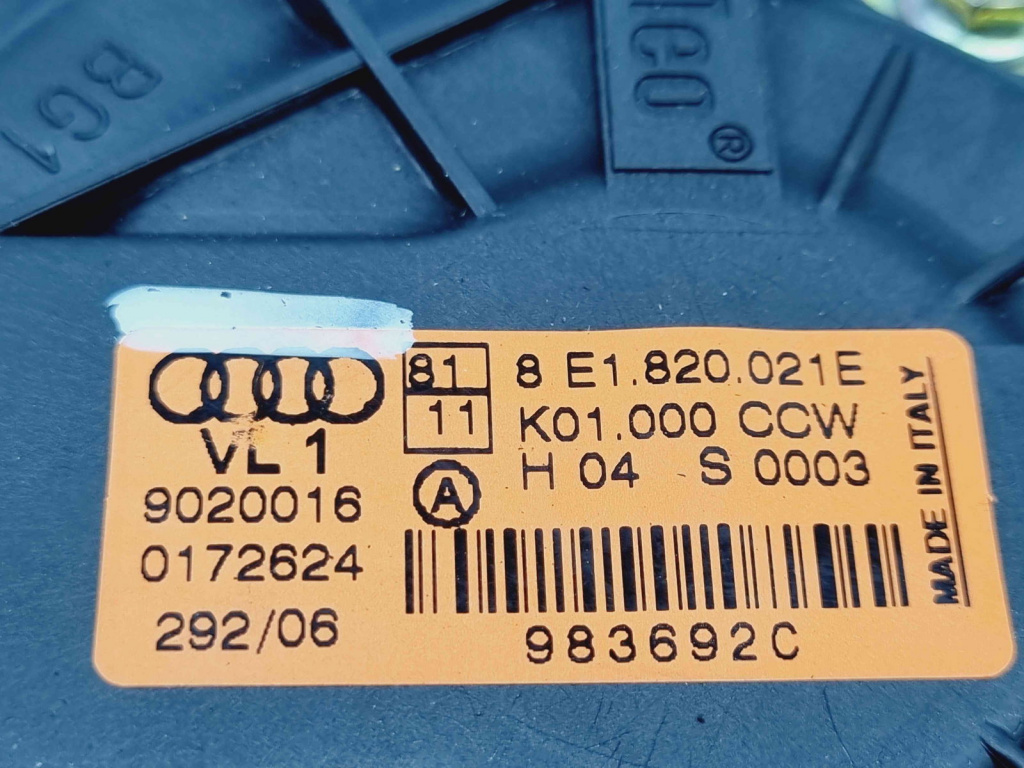 BG1
leo®
81 8 E1.820.021E
11 K01.000 CCW
VL 1
A
H 04 S 0003
9020016
0172624
292/06
983692C
MADE IN ITALY